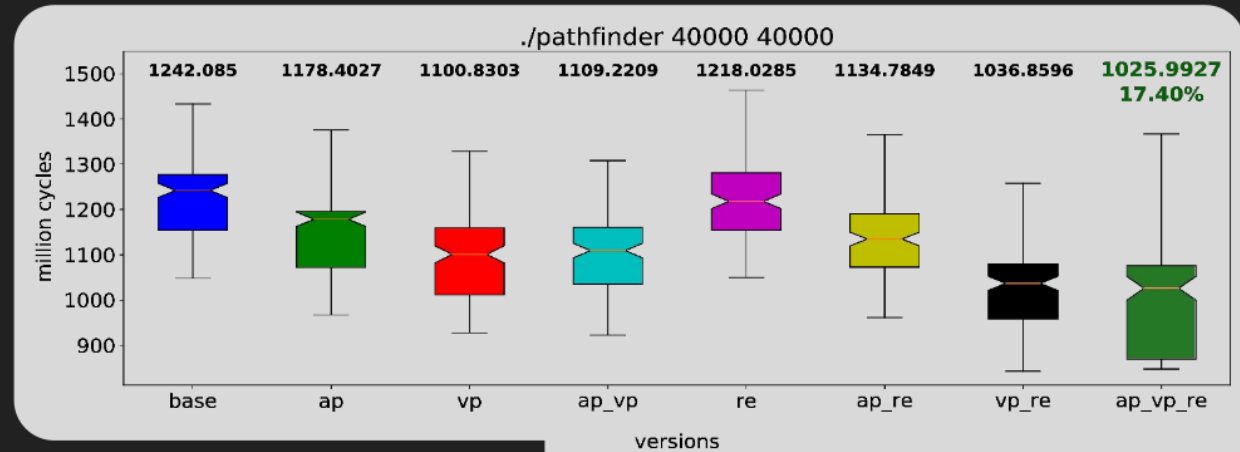 ./pathfinder 40000 40000
1242.085 1178.4027 1100.8303 1109.2209 1218.0285 1134.7849 1036.8596 1025.9927
17.40%
million cycles
1500
1400
1300
1200
1100
1000
900
base ap vp ap_vp re ap_re vp_re ap_vp_re
versions